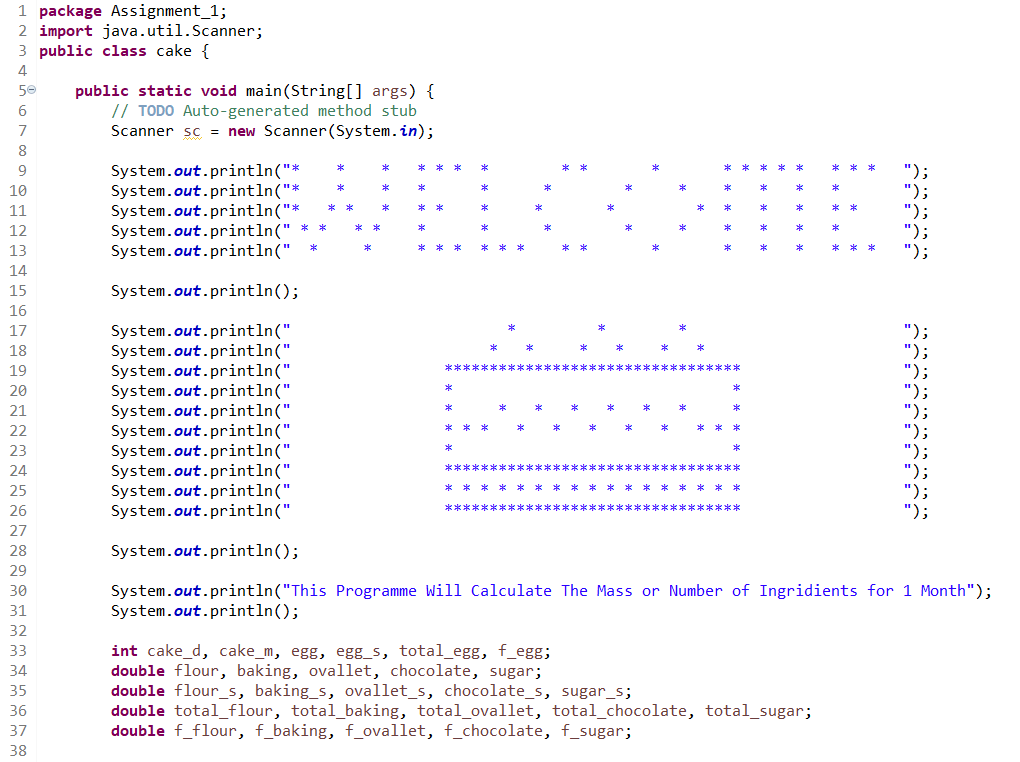 1 package Assignment_1;
2 import java.util.Scanner;
3 public class cake {
4
5 public static void main(String[] args) {
6 // TODO Auto-generated method stub
7 Scanner sc = new Scanner(System.in);
8
9 System.out.println("*    *    *   * * * *        * *       *       * * * * *   * * *   ");
10 System.out.println("*    *    *   *      *      *        *     *    *   *   *   *       ");
11 System.out.println("*   * *   *   * *    *     *       *         *  *   *   *   * *     ");
12 System.out.println(" * *   * *    *      *      *        *     *    *   *   *   *       ");
13 System.out.println("  *     *     * * *  * * *    * *       *       *   *   *   * * *   ");
14
15 System.out.println();
16
17 System.out.println("                        *         *        *                        ");
18 System.out.println("                      *   *     *   *    *   *                      ");
19 System.out.println("                 *********************************                  ");
20 System.out.println("                 *                               *                  ");
21 System.out.println("                 *     *   *   *   *   *   *     *                  ");
22 System.out.println("                 * * *   *   *   *   *   *   * * *                  ");
23 System.out.println("                 *                               *                  ");
24 System.out.println("                 *********************************                  ");
25 System.out.println("                 * * * * * * * * * * * * * * * * *                  ");
26 System.out.println("                 *********************************                  ");
27
28 System.out.println();
29
30 System.out.println("This Programme Will Calculate The Mass or Number of Ingridients for 1 Month");
31 System.out.println();
32
33 int cake_d, cake_m, egg, egg_s, total_egg, f_egg;
34 double flour, baking, ovallet, chocolate, sugar;
35 double flour_s, baking_s, ovallet_s, chocolate_s, sugar_s;
36 double total_flour, total_baking, total_ovallet, total_chocolate, total_sugar;
37 double f_flour, f_baking, f_ovallet, f_chocolate, f_sugar;
38